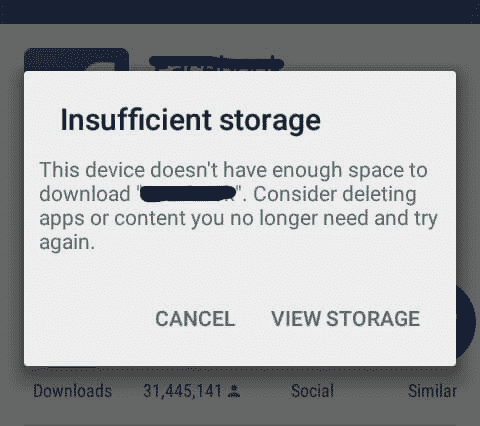 Insufficient storage
This device doesn't have enough space to
download "". Consider deleting
apps or content you no longer need and try
again.
CANCEL VIEW STORAGE
Downloads 31,445,141 Social Similar